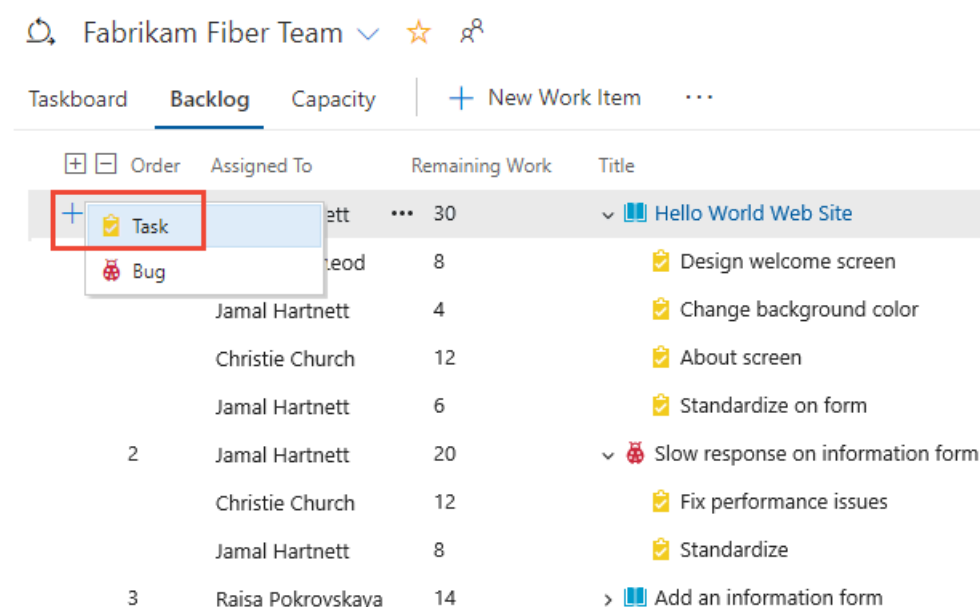 Fabrikam Fiber Team
Taskboard Backlog Capacity + New Work Item ...
Order Assigned To Remaining Work Title
30 Hello World Web Site
Task
8 Design welcome screen
Bug
Jamal Hartnett 4 Change background color
Christie Church 12 About screen
Jamal Hartnett 6 Standardize on form
2 Jamal Hartnett 20 Slow response on information form
Christie Church 12 Fix performance issues
Jamal Hartnett 8 Standardize
3 Raisa Pokrovskaya 14 Add an information form